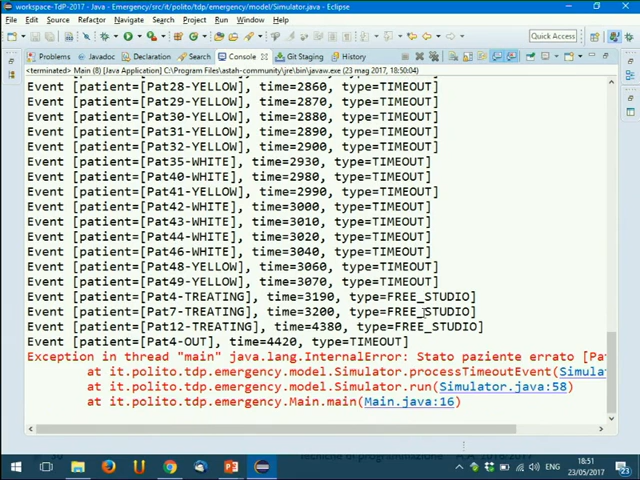 workspace-TdP-2017 - Java - Emergency/src/it/polito/tdp/emergency/model/Simulator.java - Eclipse
File Edit Source Refactor Navigate Search Project Run Window Help
Quick Access
Problems Javadoc Declaration Search Console Git Staging History
<terminated> Main (8) [Java Application] C:\Program Files\astah-community\jre\bin\javaw.exe (23 mag 2017, 18:50:04)
Event [patient=[Pat28-YELLOW], time=2860, type=TIMEOUT]
Event [patient=[Pat29-YELLOW], time=2870, type=TIMEOUT]
Event [patient=[Pat30-YELLOW], time=2880, type=TIMEOUT]
Event [patient=[Pat31-YELLOW], time=2890, type=TIMEOUT]
Event [patient=[Pat32-YELLOW], time=2900, type=TIMEOUT]
Event [patient=[Pat35-WHITE], time=2930, type=TIMEOUT]
Event [patient=[Pat40-WHITE], time=2980, type=TIMEOUT]
Event [patient=[Pat41-YELLOW], time=2990, type=TIMEOUT]
Event [patient=[Pat42-WHITE], time=3000, type=TIMEOUT]
Event [patient=[Pat43-WHITE], time=3010, type=TIMEOUT]
Event [patient=[Pat44-WHITE], time=3020, type=TIMEOUT]
Event [patient=[Pat46-WHITE], time=3040, type=TIMEOUT]
Event [patient=[Pat48-YELLOW], time=3060, type=TIMEOUT]
Event [patient=[Pat49-YELLOW], time=3070, type=TIMEOUT]
Event [patient=[Pat4-TREATING], time=3190, type=FREE_STUDIO]
Event [patient=[Pat7-TREATING], time=3200, type=FREE_STUDIO]
Event [patient=[Pat12-TREATING], time=4380, type=FREE_STUDIO]
Event [patient=[Pat4-OUT], time=4420, type=TIMEOUT]
Exception in thread "main" java.lang.InternalError: Stato paziente errato [Pa
at it.polito.tdp.emergency.model.Simulator.processTimeoutEvent(Simula
at it.polito.tdp.emergency.model.Simulator.run(Simulator.java:58)
at it.polito.tdp.emergency.Main.main(Main.java:16)
ENG
18:51
23/05/2017
23